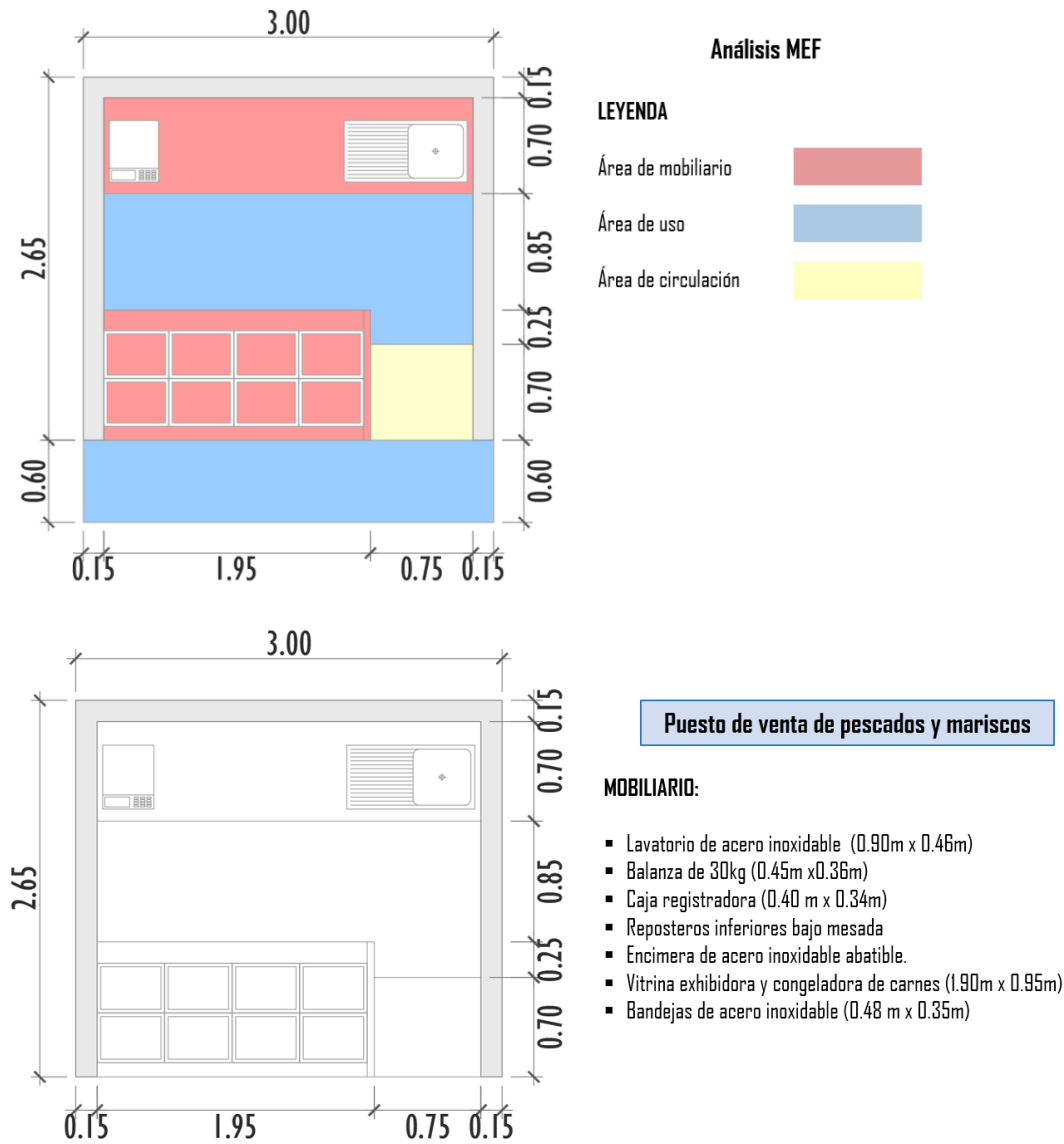 3.00
Análisis MEF
0.15
LEYENDA
0.70
Área de mobiliario
Área de uso
2.65
0.85
Área de circulación
0.25
0.70
0.60
0.60
0.15 1.95 0.75 0.15
3.00
0.15
Puesto de venta de pescados y mariscos
0.70
MOBILIARIO:
▪ Lavatorio de acero inoxidable (0.90m x 0.46m)
▪ Balanza de 30kg (0.45m x0.36m)
2.65
0.85
▪ Caja registradora (0.40 m x 0.34m)
▪ Reposteros inferiores bajo mesada
▪ Encimera de acero inoxidable abatible.
0.25
▪ Vitrina exhibidora y congeladora de carnes (1.90m x 0.95m)
▪ Bandejas de acero inoxidable (0.48 m x 0.35m)
0.70
0.15 1.95 0.75 0.15